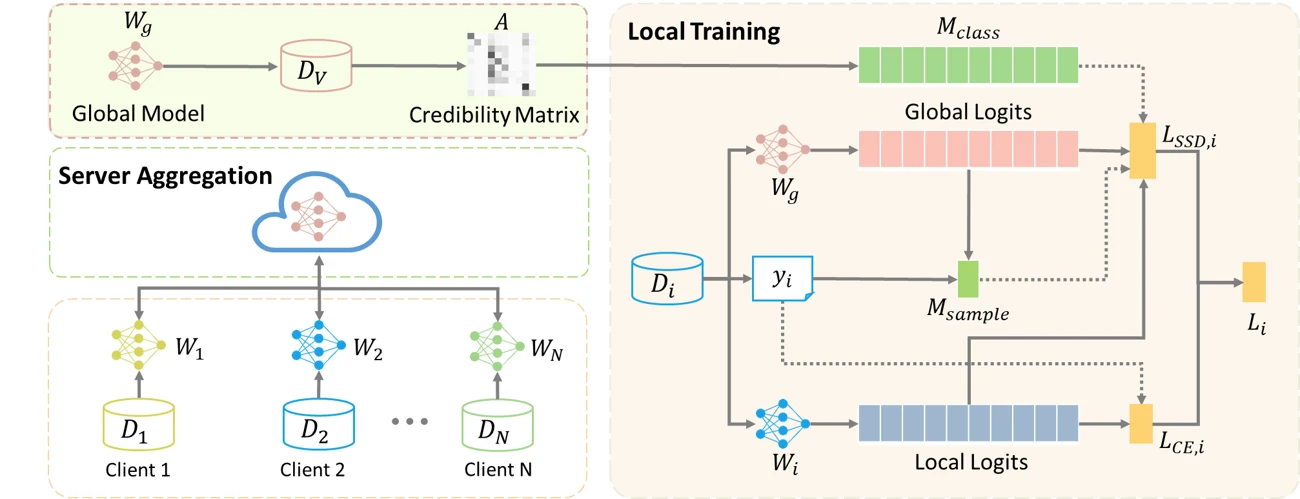 W_g
A
D_V
Global Model
Credibility Matrix
Server Aggregation
W_1
W_2
W_N
D_1
D_2
...
D_N
Client 1
Client 2
Client N
Local Training
M_class
Global Logits
L_SSD,i
W_g
D_i
y_i
M_sample
L_i
W_i
Local Logits
L_CE,i